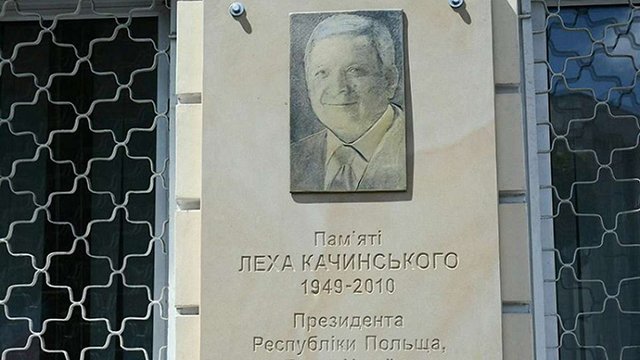 Пам'яті
ЛЕХА КАЧИНСЬКОГО
1949-2010
Президента
Республіки Польща,